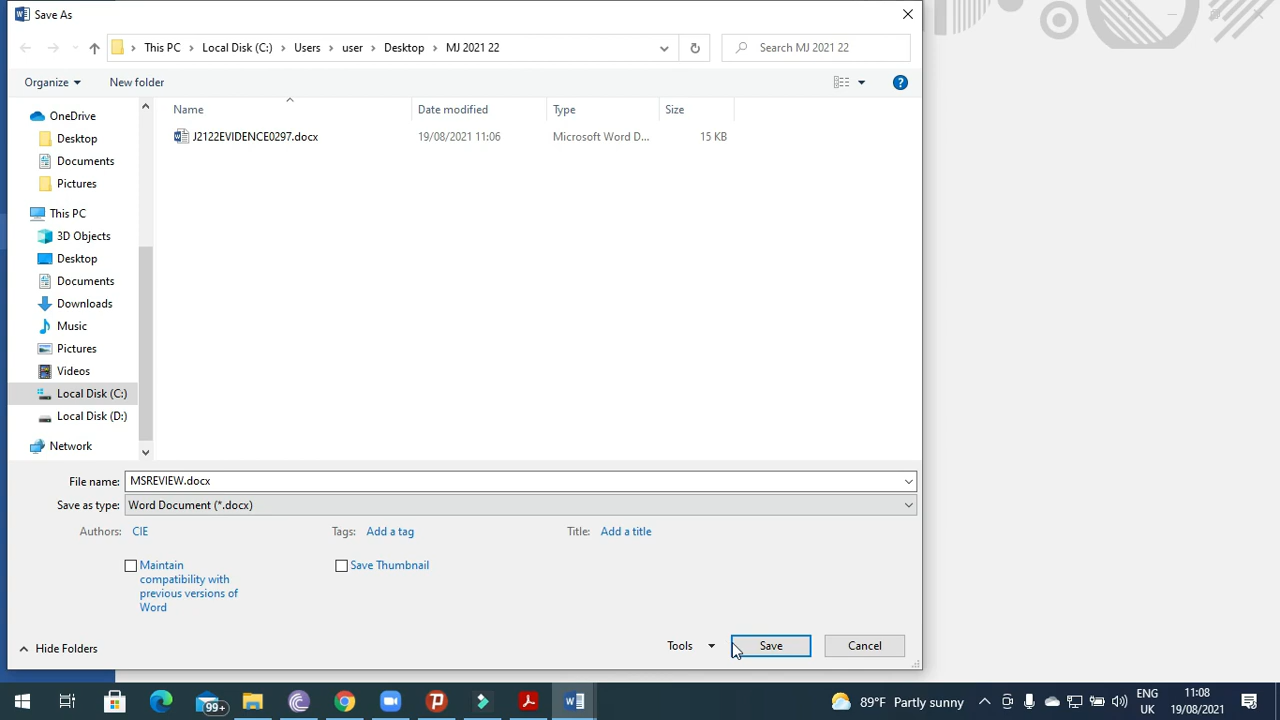 Save As
This PC > Local Disk (C:) > Users > user > Desktop > MJ 2021 22
Search MJ 2021 22
Organize
New folder
OneDrive
Desktop
Documents
Pictures
This PC
3D Objects
Desktop
Documents
Downloads
Music
Pictures
Videos
Local Disk (C:)
Local Disk (D:)
Network
Name Date modified Type Size
J2122EVIDENCE0297.docx 19/08/2021 11:06 Microsoft Word D... 15 KB
File name: MSREVIEW.docx
Save as type: Word Document (*.docx)
Authors: CIE Tags: Add a tag Title: Add a title
Maintain
compatibility with
previous versions of
Word
Save Thumbnail
Hide Folders
Tools Save Cancel
99+
89°F Partly sunny
ENG
UK
11:08
19/08/2021